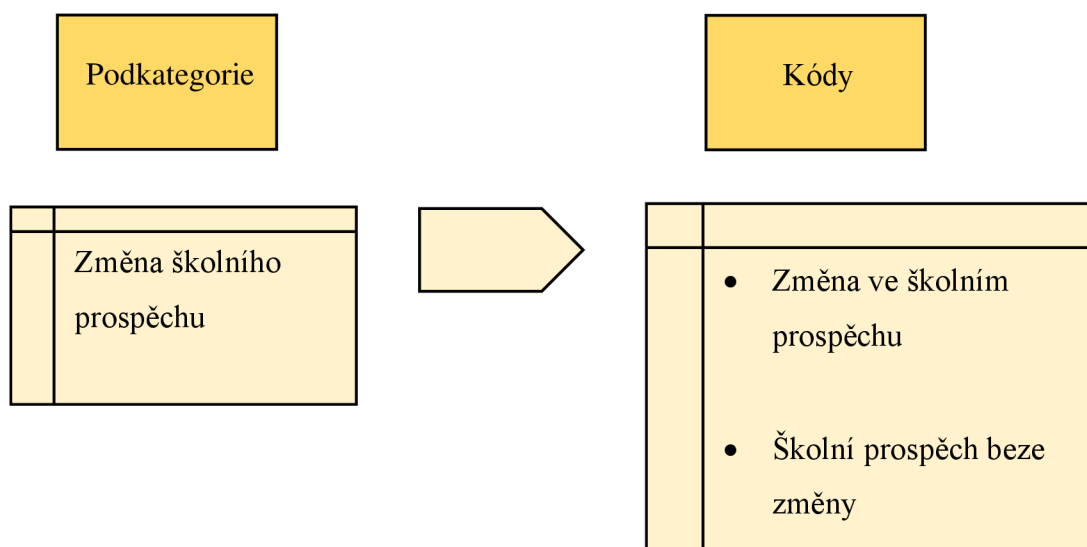 Podkategorie
Kódy
Změna školního
prospěchu
• Změna ve školním
prospěchu
• Školní prospěch beze
změny